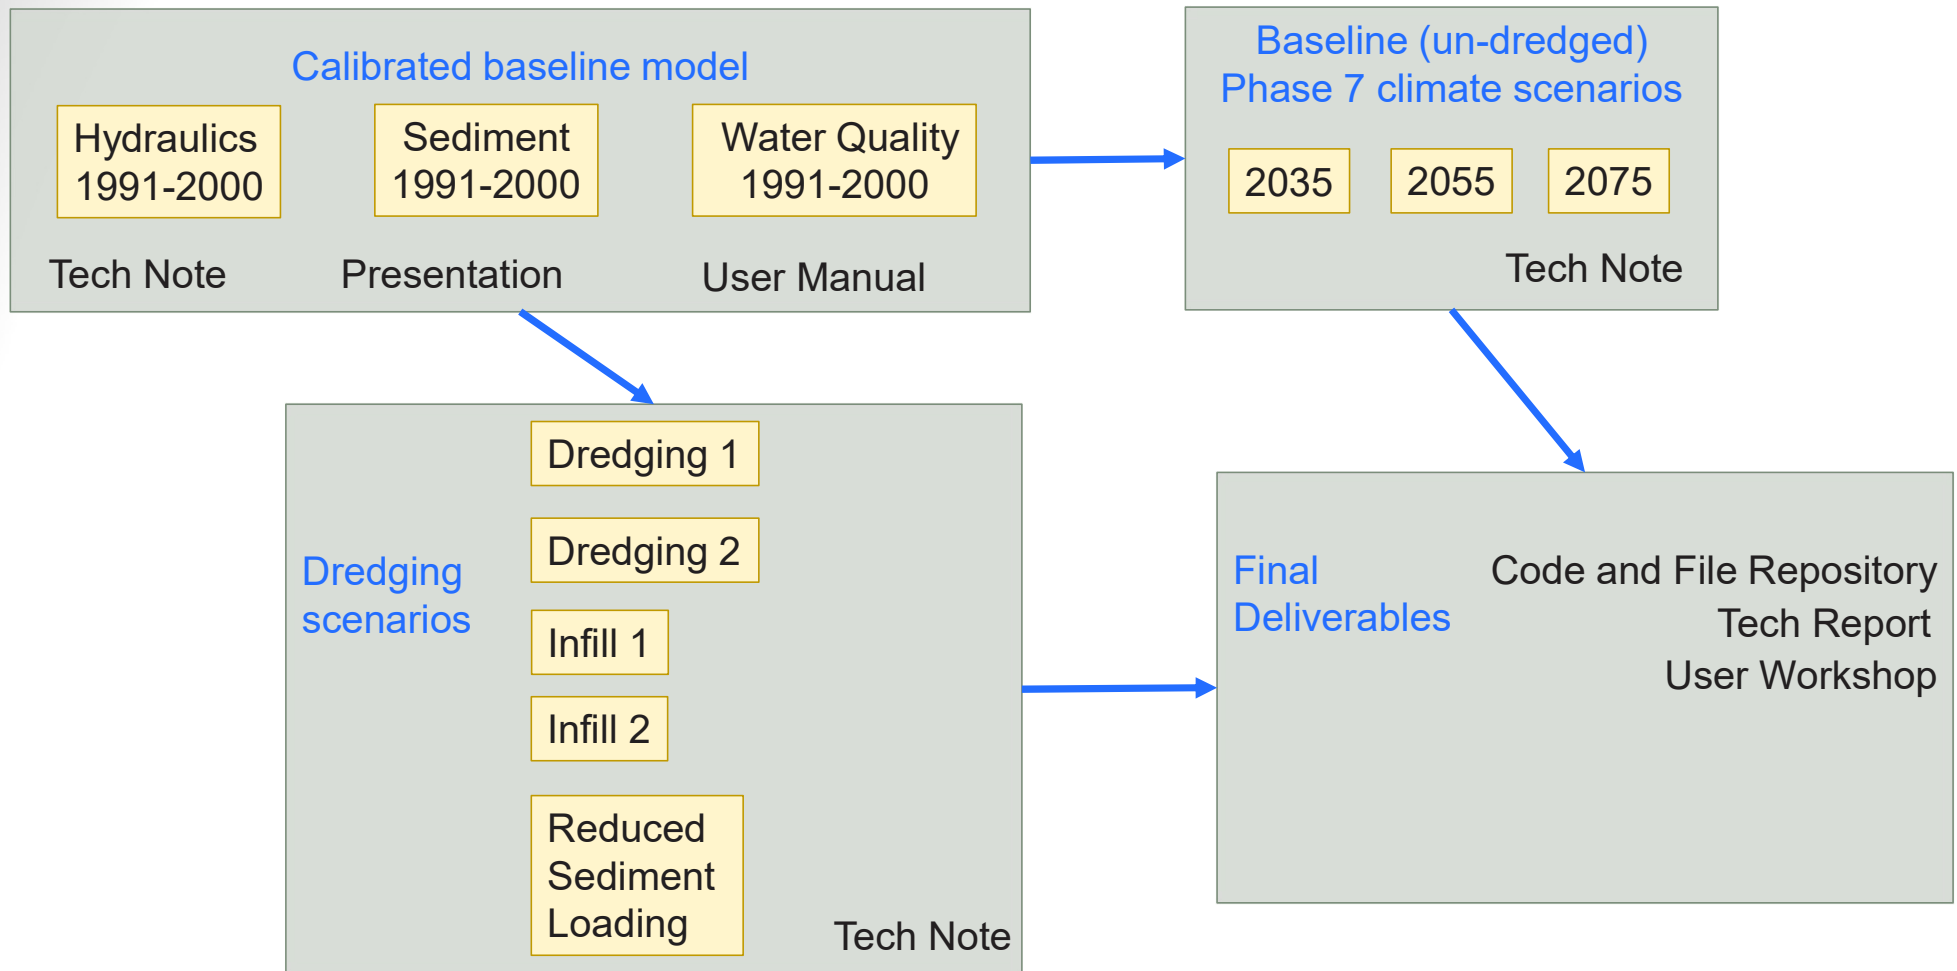 Calibrated baseline model
Hydraulics
1991-2000
Sediment
1991-2000
Water Quality
1991-2000
Tech Note
Presentation
User Manual
Baseline (un-dredged)
Phase 7 climate scenarios
2035
2055
2075
Tech Note
Dredging
scenarios
Dredging 1
Dredging 2
Infill 1
Infill 2
Reduced
Sediment
Loading
Tech Note
Final
Deliverables
Code and File Repository
Tech Report
User Workshop